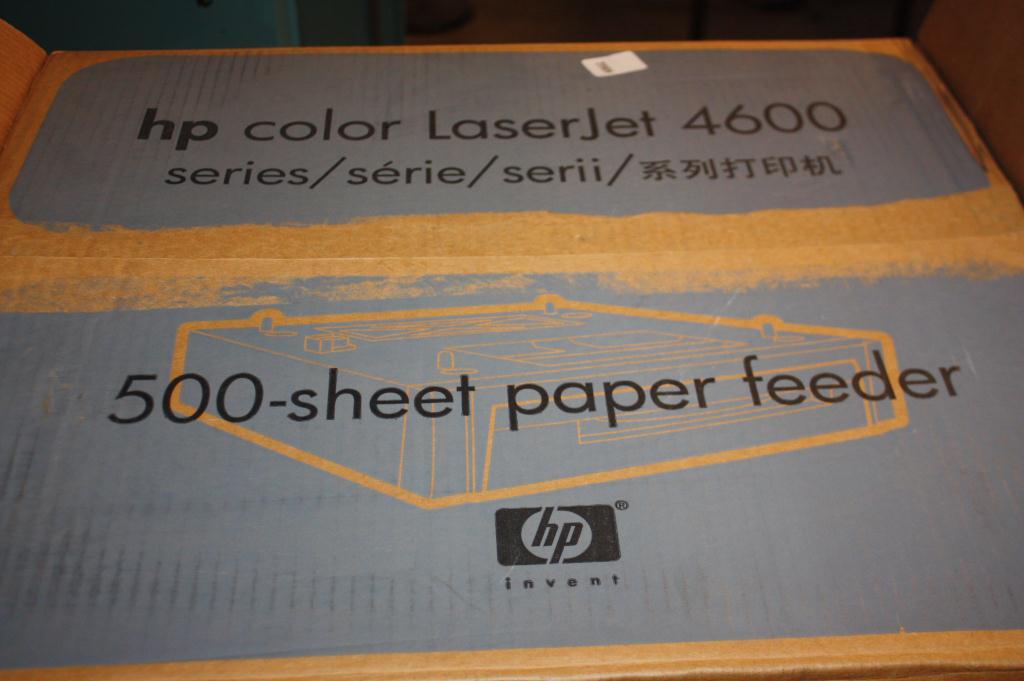 hp color LaserJet 4600
series/série/serii/系列打印机
500-sheet paper feeder
hp®
invent